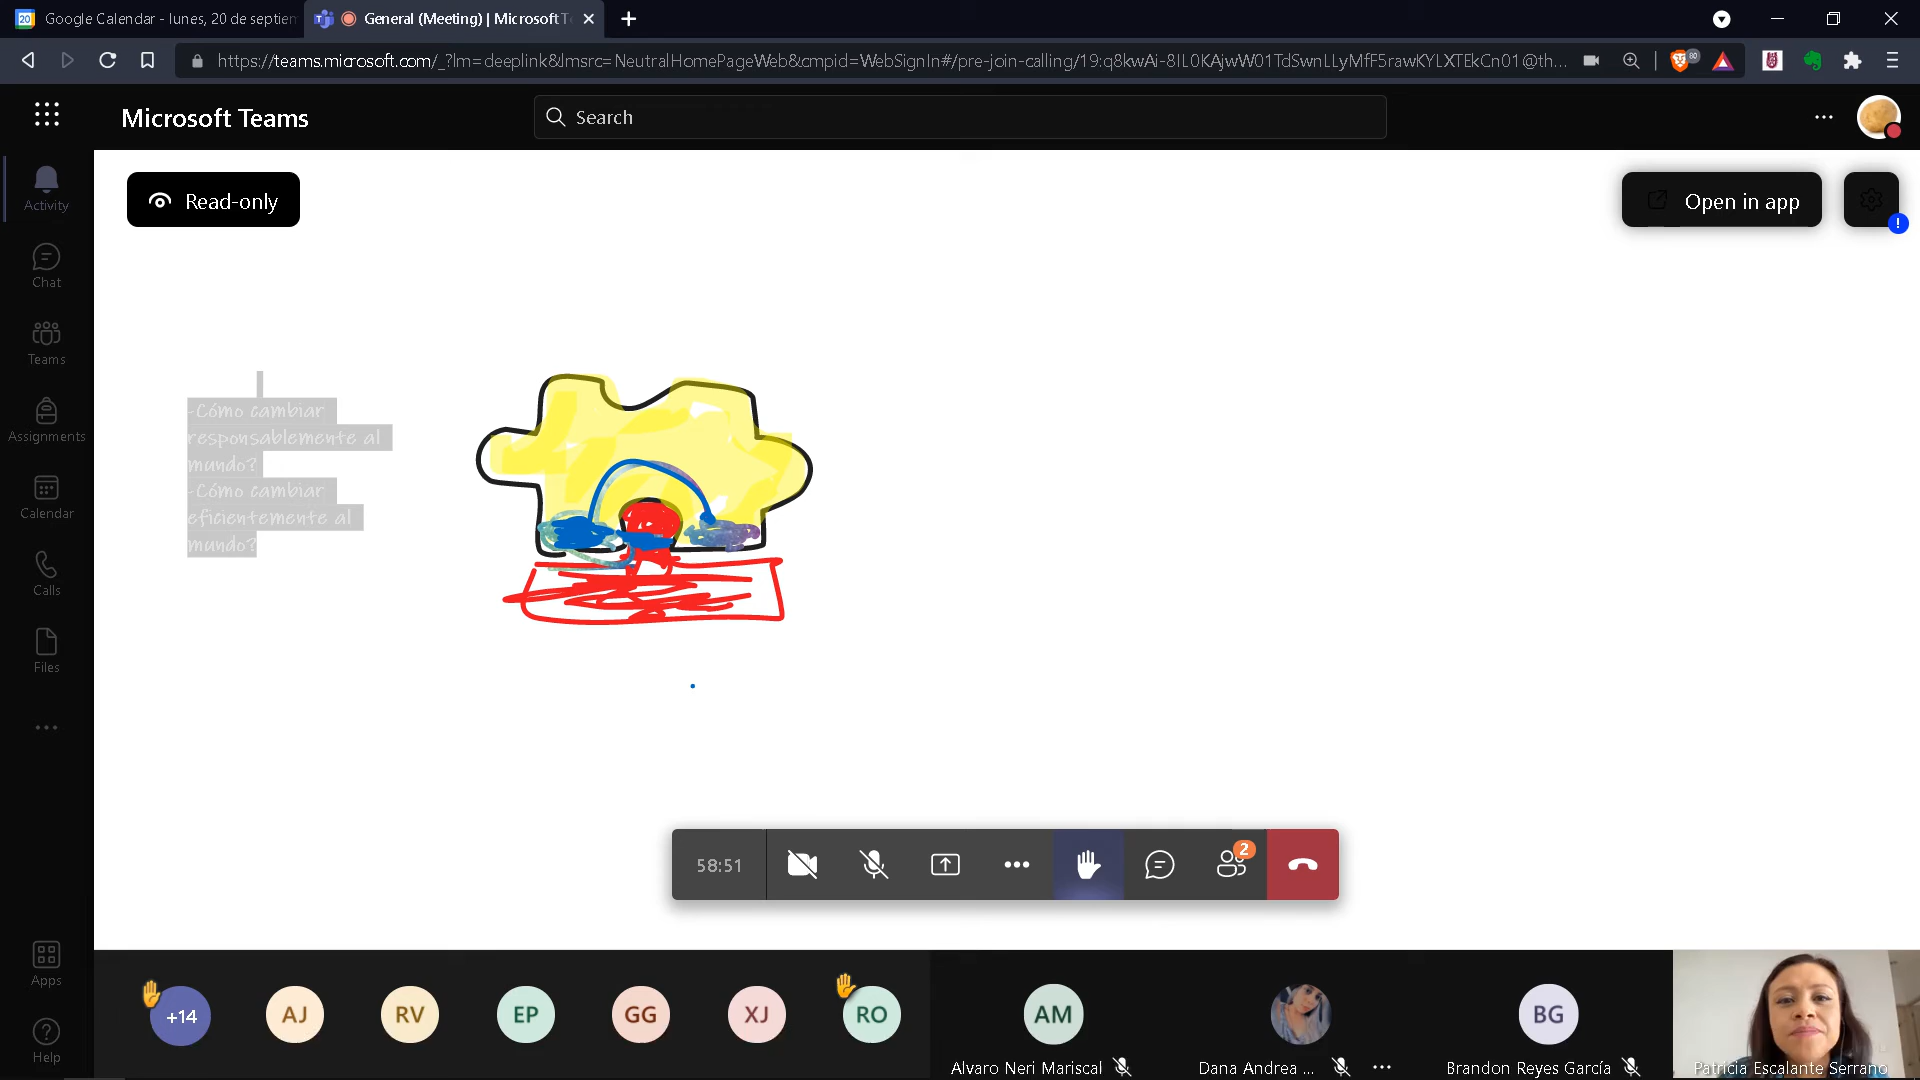 Google Calendar - lunes, 20 de septien
General (Meeting) | Microsoft T
https://teams.microsoft.com/_?lm=deeplink&lmsrc=NeutralHomePageWeb&cmpid=WebSignIn#/pre-join-calling/19:q8kwAi-8IL0KAjwW01TdSwnLLyMfF5rawKYLXTEkCn01@th...
80
Microsoft Teams
Search
Read-only
Open in app
Activity
Chat
Teams
Assignments
Calendar
Calls
Files
Apps
Help
-Cómo cambiar
responsablemente al
mundo?
-Cómo cambiar
eficientemente al
mundo?
58:51
2
+14
AJ
RV
EP
GG
XJ
RO
AM
Alvaro Neri Mariscal
Dana Andrea ...
BG
Brandon Reyes García
Patricia Escalante Serrano